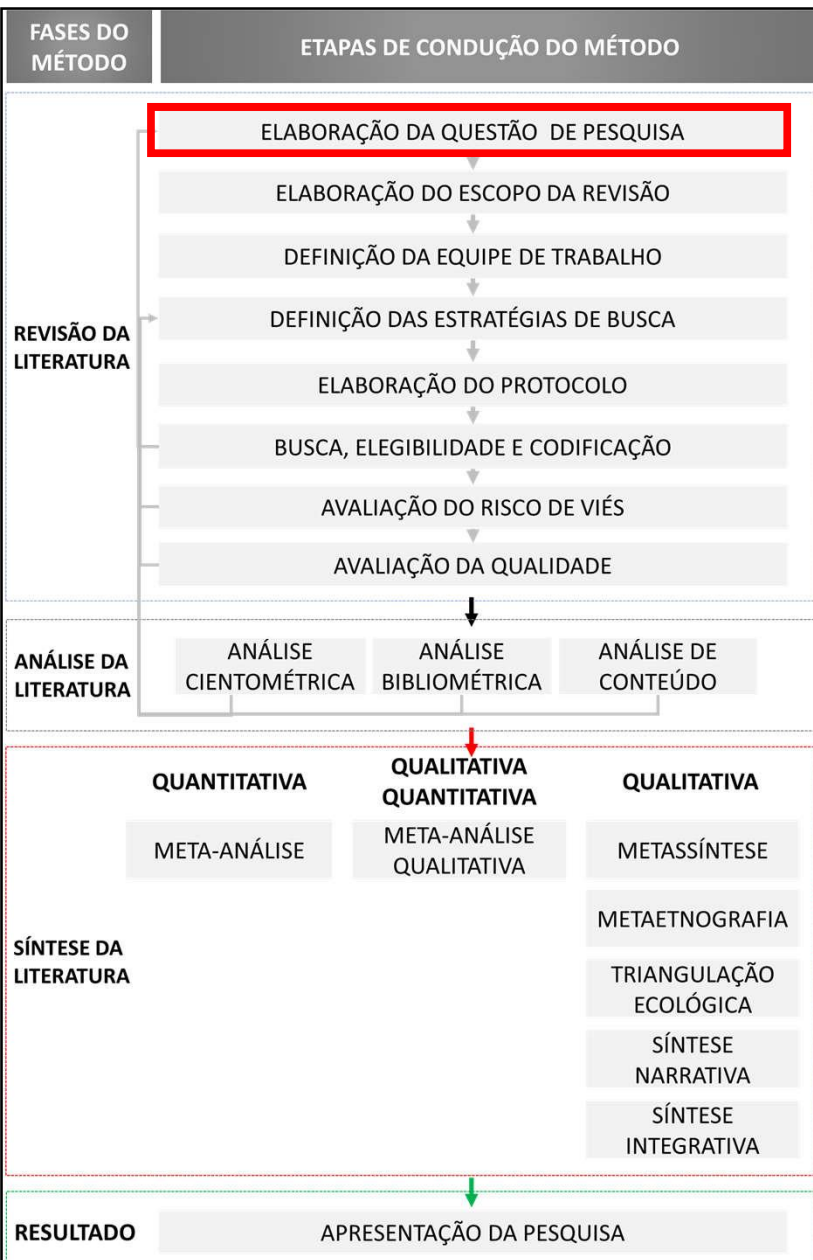 FASES DO
MÉTODO
ETAPAS DE CONDUÇÃO DO MÉTODO
REVISÃO DA
LITERATURA
ELABORAÇÃO DA QUESTÃO DE PESQUISA
ELABORAÇÃO DO ESCOPO DA REVISÃO
DEFINIÇÃO DA EQUIPE DE TRABALHO
DEFINIÇÃO DAS ESTRATÉGIAS DE BUSCA
ELABORAÇÃO DO PROTOCOLO
BUSCA, ELEGIBILIDADE E CODIFICAÇÃO
AVALIAÇÃO DO RISCO DE VIÉS
AVALIAÇÃO DA QUALIDADE
ANÁLISE DA
LITERATURA
ANÁLISE
CIENTOMÉTRICA
ANÁLISE
BIBLIOMÉTRICA
ANÁLISE DE
CONTEÚDO
SÍNTESE DA
LITERATURA
QUANTITATIVA
META-ANÁLISE
QUALITATIVA
QUANTITATIVA
META-ANÁLISE
QUALITATIVA
QUALITATIVA
METASSÍNTESE
METAETNOGRAFIA
TRIANGULAÇÃO
ECOLÓGICA
SÍNTESE
NARRATIVA
SÍNTESE
INTEGRATIVA
RESULTADO
APRESENTAÇÃO DA PESQUISA